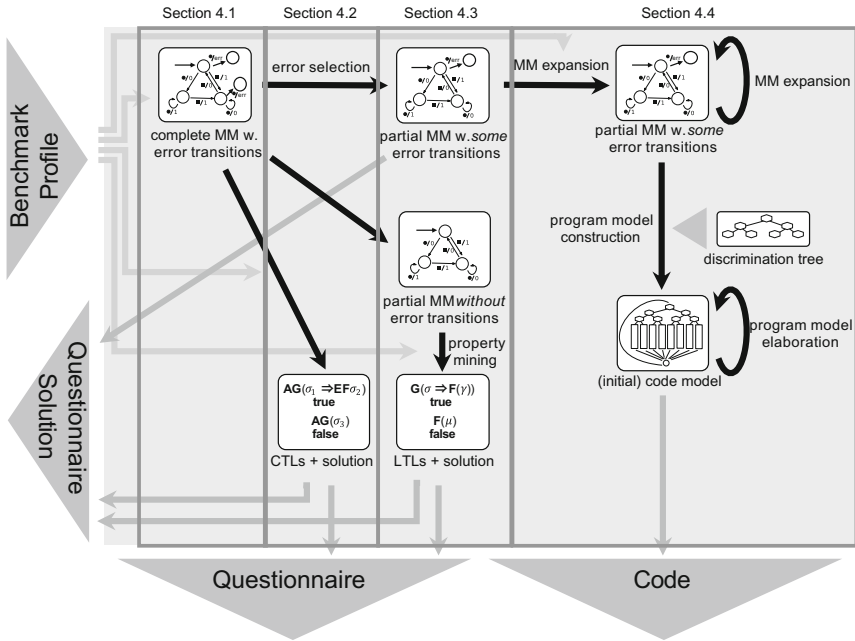 Section 4.1
Section 4.2
Section 4.3
Section 4.4
error selection
MM expansion
MM expansion
complete MM w.
error transitions
partial MM w.some
error transitions
partial MM w.some
error transitions
Benchmark
Profile
program model
construction
discrimination tree
partial MM without
error transitions
property
mining
program model
elaboration
(initial) code model
Questionnaire
Solution
AG(σ1 ⇒EFσ2)
true
AG(σ3)
false
G(σ ⇒F(γ))
true
F(μ)
false
CTLs + solution
LTLs + solution
Questionnaire
Code